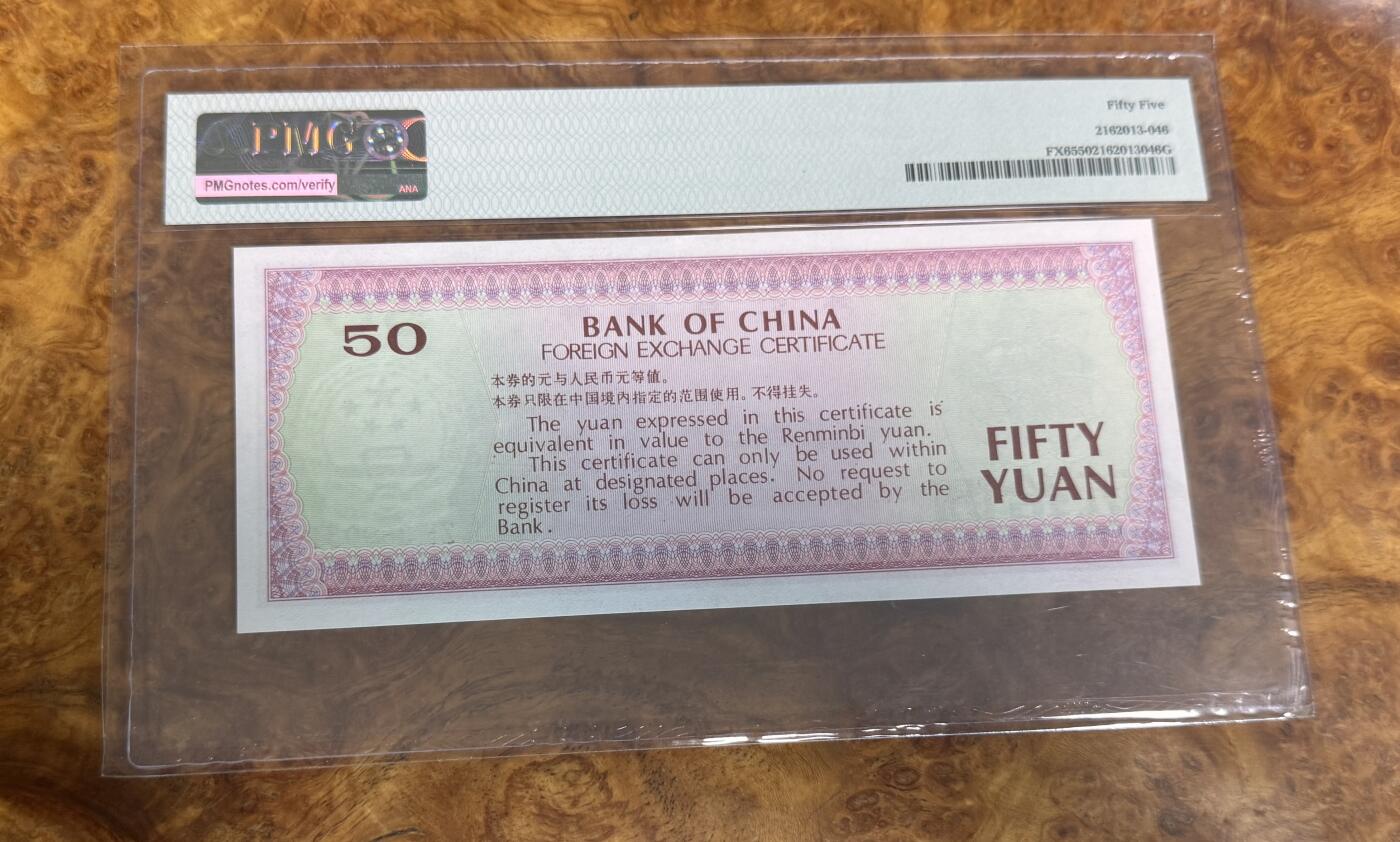 PMG
PMGnotes.com/verify
ANA
Fifty Five
2162013-046
FX65502162013046G
50
BANK OF CHINA
FOREIGN EXCHANGE CERTIFICATE
本券的元与人民币元等值。
本券只限在中国境内指定的范围使用。不得挂失。
The yuan expressed in this certificate is
equivalent in value to the Renminbi yuan.
This certificate can only be used within
China at designated places. No request to
register its loss will be accepted by the
Bank.
FIFTY
YUAN